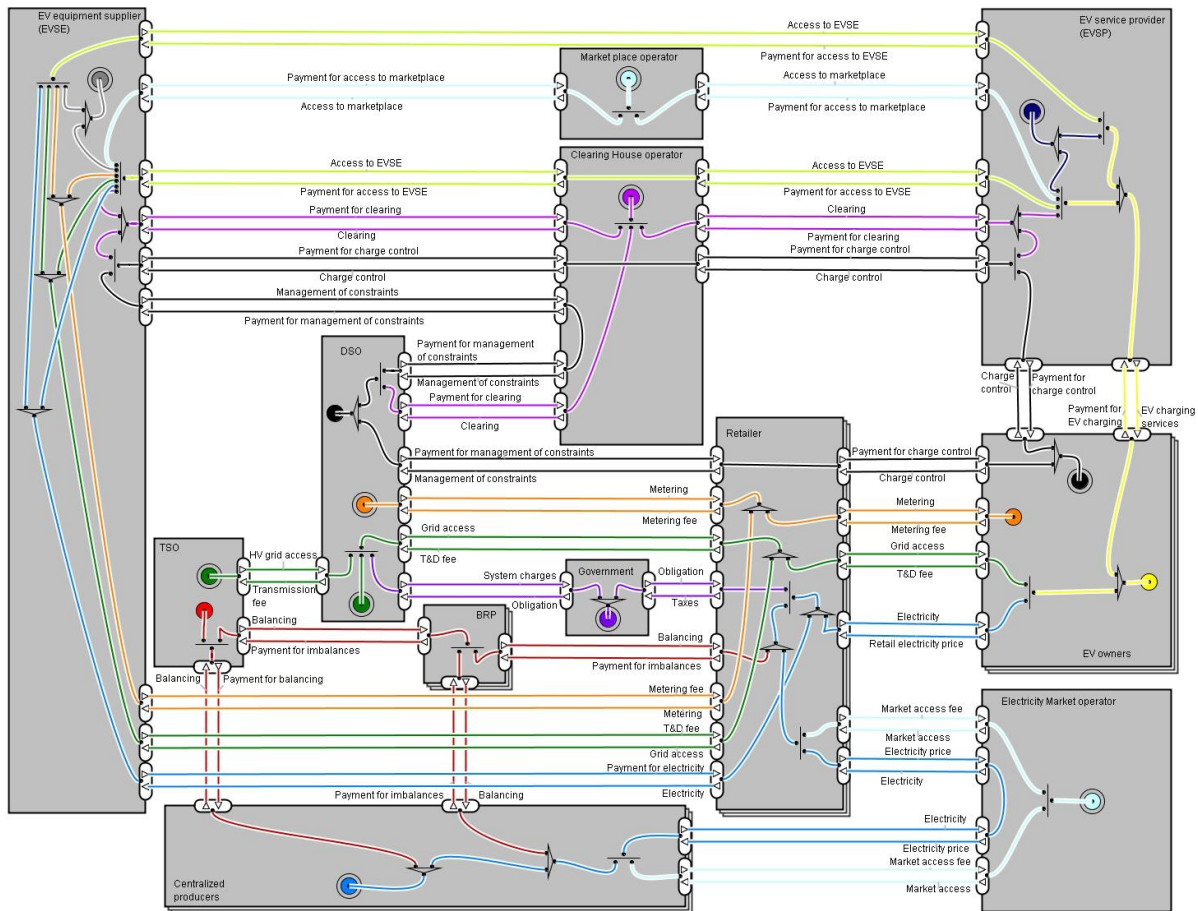 EV equipment supplier
(EVSE)
Access to EVSE
Payment for access to EVSE
EV service provider
(EVSP)
Market place operator
Payment for access to marketplace
Access to marketplace
Access to marketplace
Payment for access to marketplace
Clearing House operator
Access to EVSE
Payment for access to EVSE
Access to EVSE
Payment for access to EVSE
Payment for clearing
Clearing
Clearing
Payment for clearing
Payment for charge control
Charge control
Payment for charge control
Charge control
Management of constraints
Payment for management of constraints
DSO
Payment for management
of constraints
Management of constraints
Payment for clearing
Clearing
Charge
control
Payment for
charge control
Payment for
EV charging
EV charging
services
Retailer
Payment for management of constraints
Management of constraints
Payment for charge control
Charge control
Metering
Metering fee
Metering
Metering fee
TSO
HV grid access
Transmission
fee
Grid access
T&D fee
Grid access
T&D fee
System charges
Obligation
Government
Obligation
Taxes
Balancing
Payment for imbalances
BRP
Balancing
Payment for imbalances
Electricity
Retail electricity price
EV owners
Balancing
Payment for balancing
Metering fee
Metering
T&D fee
Grid access
Payment for electricity
Electricity
Electricity Market operator
Market access fee
Market access
Electricity price
Electricity
Payment for imbalances
Balancing
Electricity
Electricity price
Market access fee
Market access
Centralized
producers